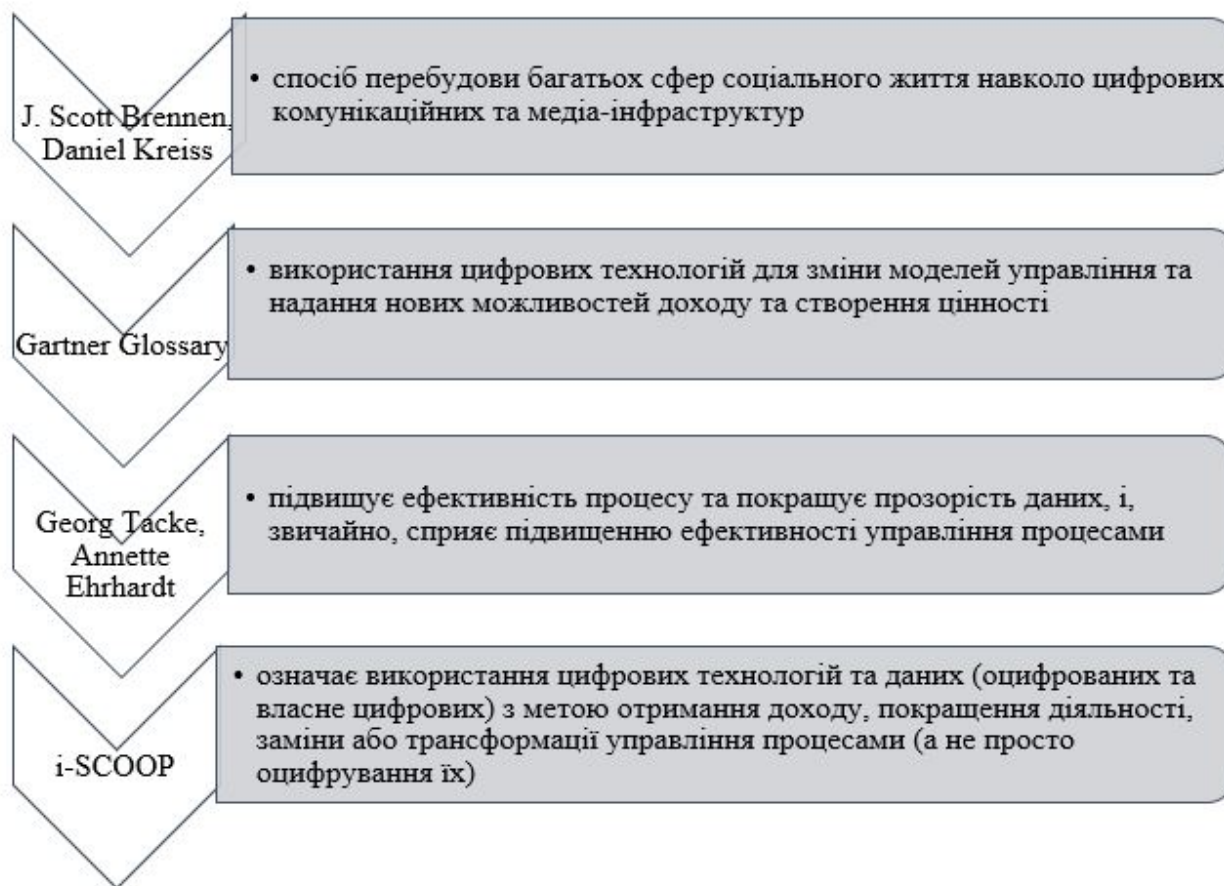 J. Scott Brennen,
Daniel Kreiss
• спосіб перебудови багатьох сфер соціального життя навколо цифрових
комунікаційних та медіа-інфраструктур
Gartner Glossary
• використання цифрових технологій для зміни моделей управління та
надання нових можливостей доходу та створення цінності
Georg Tacke,
Annette
Ehrhardt
• підвищує ефективність процесу та покращує прозорість даних, і,
звичайно, сприяє підвищенню ефективності управління процесами
i-SCOOP
• означає використання цифрових технологій та даних (оцифрованих та
власне цифрових) з метою отримання доходу, покращення діяльності,
заміни або трансформації управління процесами (а не просто
оцифрування їх)